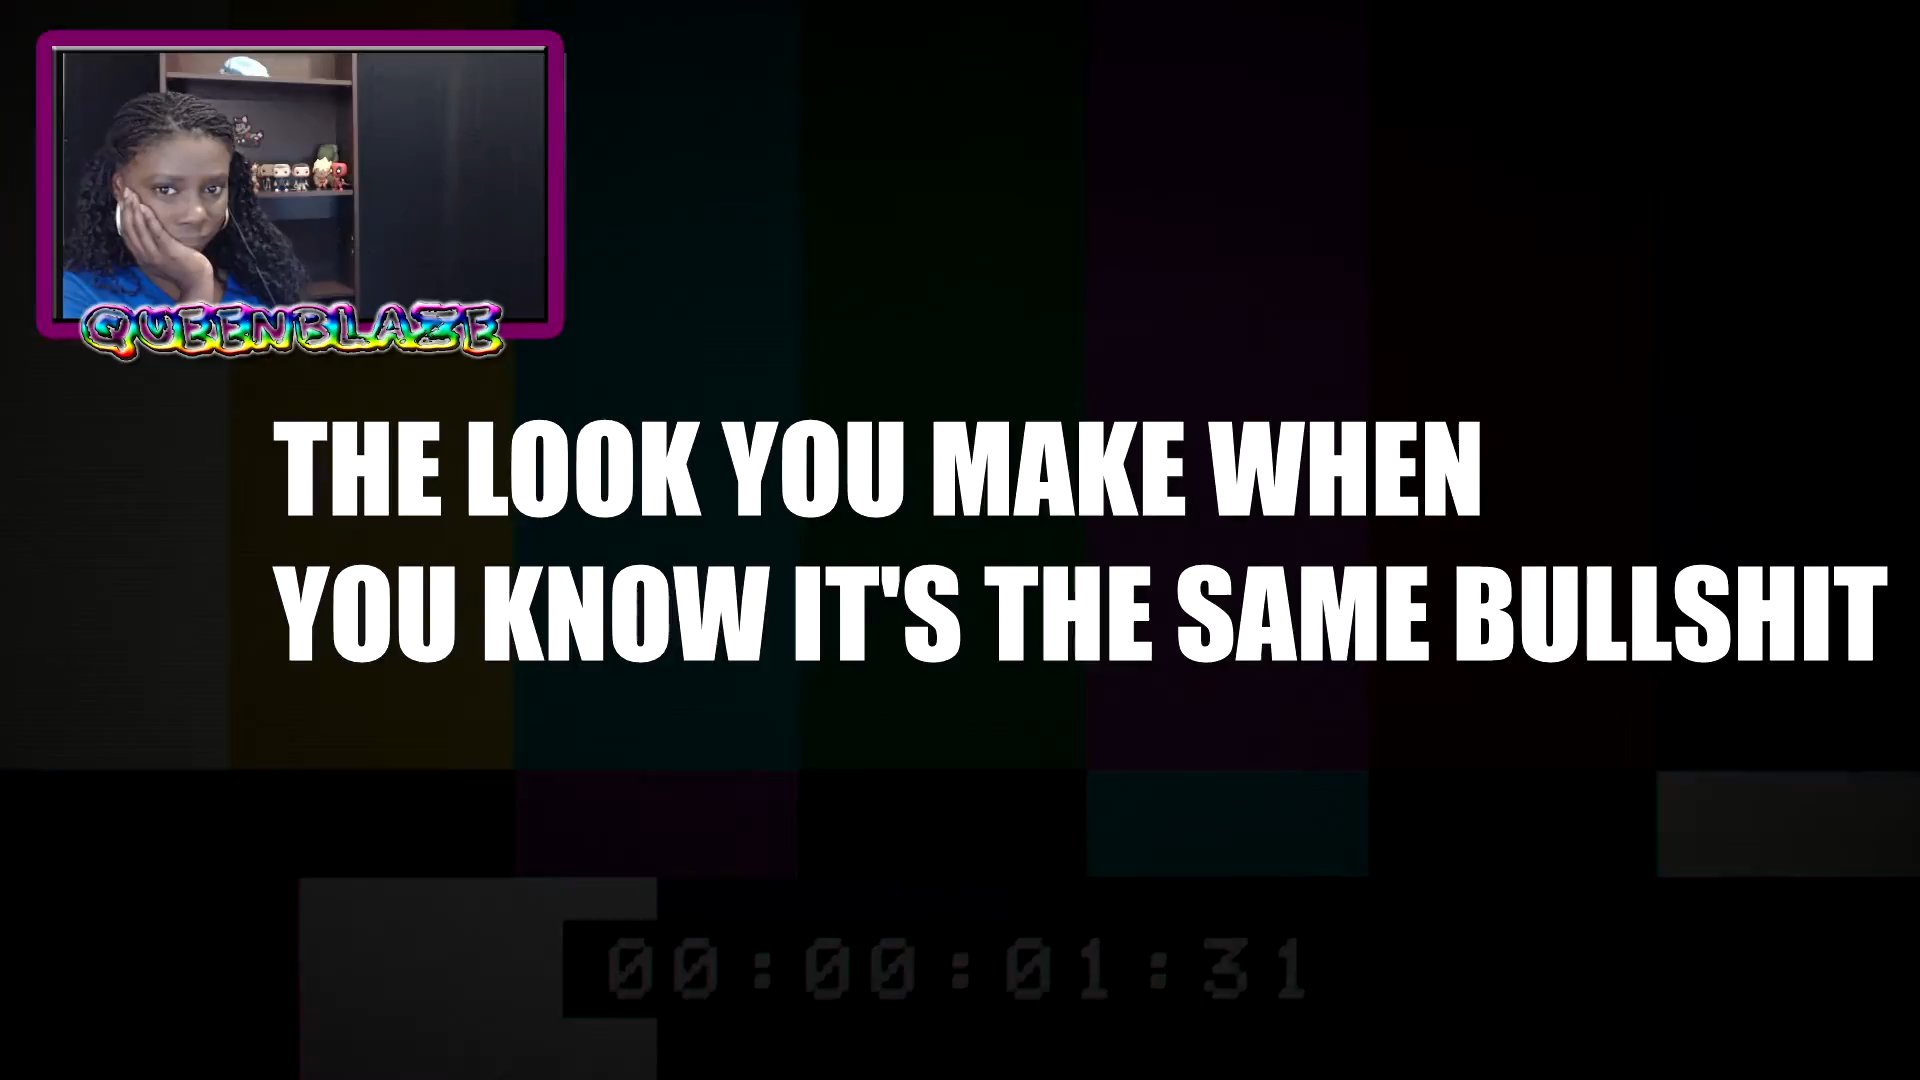 QUEENBLAZE
THE LOOK YOU MAKE WHEN
YOU KNOW IT'S THE SAME BULLSHIT
00:00:01:31